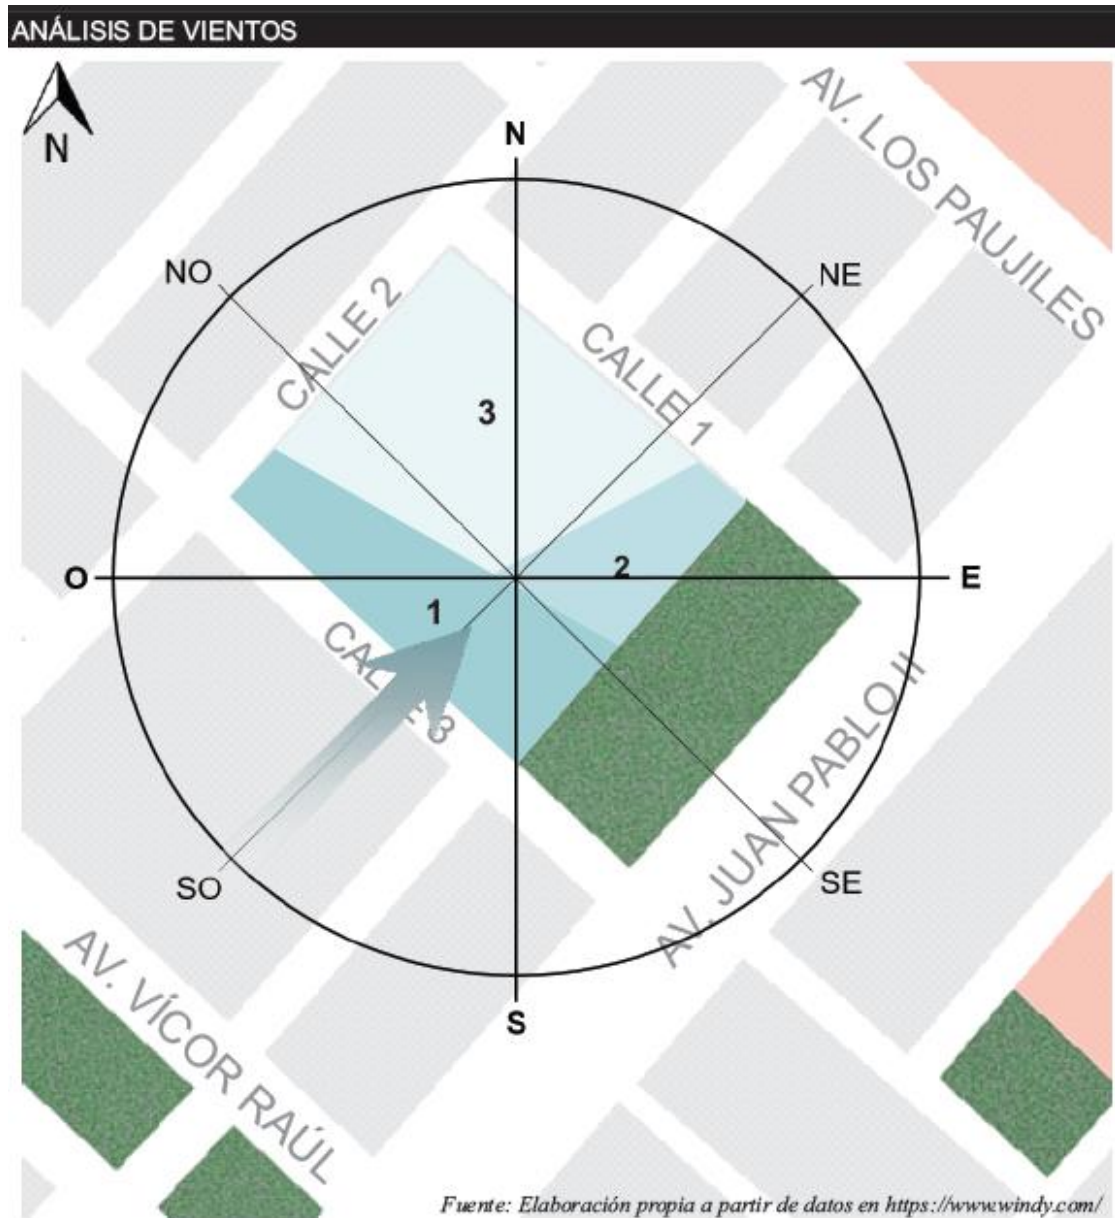 ANÁLISIS DE VIENTOS
N
N
AV. LOS PAUJILES
NO
NE
CALLE 2
CALLE 1
3
O
2
E
1
CALLE 3
SO
SE
AV. JUAN PABLO II
S
AV. VÍCOR RAÚL
Fuente: Elaboración propia a partir de datos en https://www.windy.com/